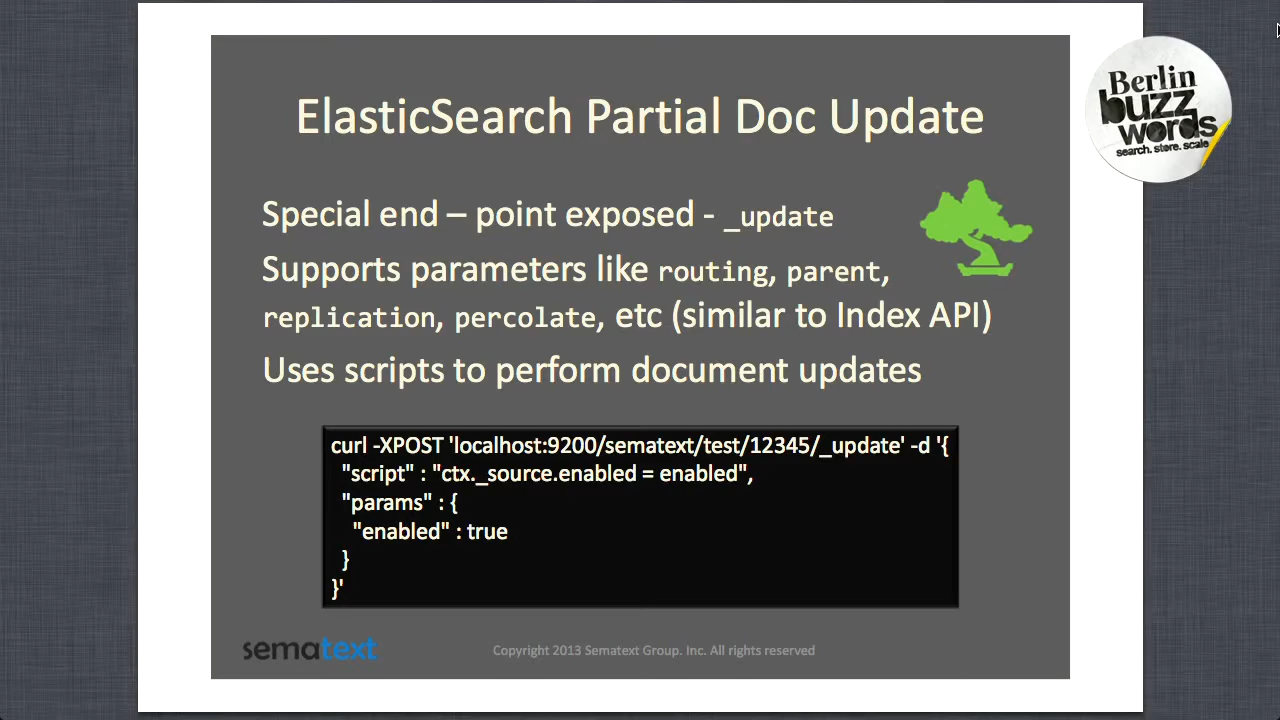 ElasticSearch Partial Doc Update
Berlin
buzz
words
search. store. scale
Special end – point exposed - _update
Supports parameters like routing, parent,
replication, percolate, etc (similar to Index API)
Uses scripts to perform document updates
curl -XPOST 'localhost:9200/sematext/test/12345/_update' -d '{
"script" : "ctx._source.enabled = enabled",
"params" : {
"enabled" : true
}
}'
sematext
Copyright 2013 Sematext Group. Inc. All rights reserved